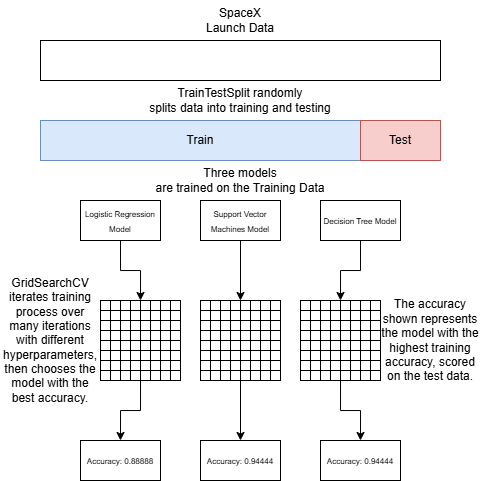 SpaceX
Launch Data
TrainTestSplit randomly
splits data into training and testing
Train
Test
Three models
are trained on the Training Data
Logistic Regression
Model
Support Vector
Machines Model
Decision Tree Model
GridSearchCV
iterates training
process over
many iterations
with different
hyperparameters,
then chooses the
model with the
best accuracy.
The accuracy
shown represents
the model with the
highest training
accuracy, scored
on the test data.
Accuracy: 0.88888
Accuracy: 0.94444
Accuracy: 0.94444